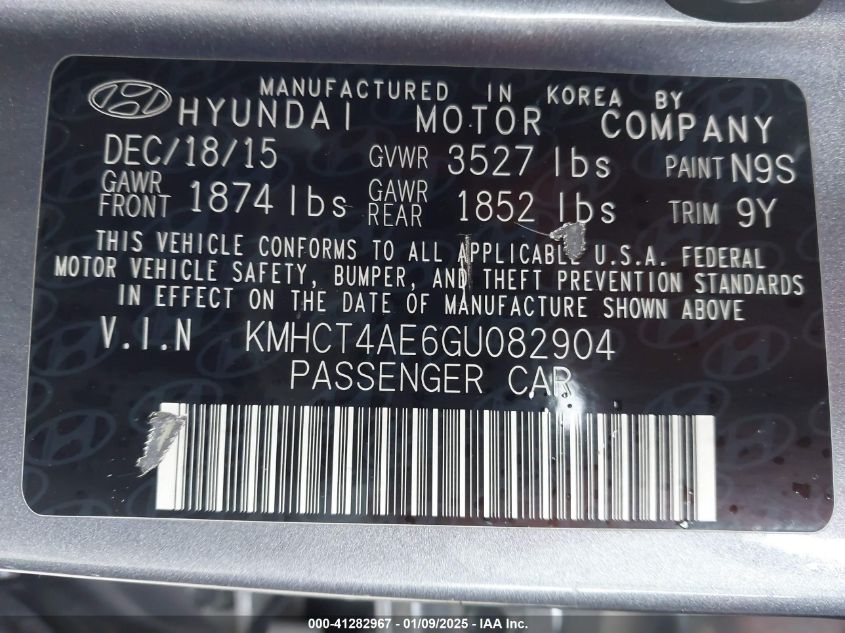 MANUFACTURED IN KOREA BY
HYUNDAI MOTOR COMPANY
DEC/18/15 GVWR 3527 lbs PAINT N9S
GAWR FRONT 1874 lbs GAWR REAR 1852 lbs TRIM 9Y
THIS VEHICLE CONFORMS TO ALL APPLICABLE U.S.A. FEDERAL
MOTOR VEHICLE SAFETY, BUMPER, AND THEFT PREVENTION STANDARDS
IN EFFECT ON THE DATE OF MANUFACTURE SHOWN ABOVE
V.I.N KMHCT4AE6GU082904
PASSENGER CAR
000-41282967 - 01/09/2025 - IAA Inc.